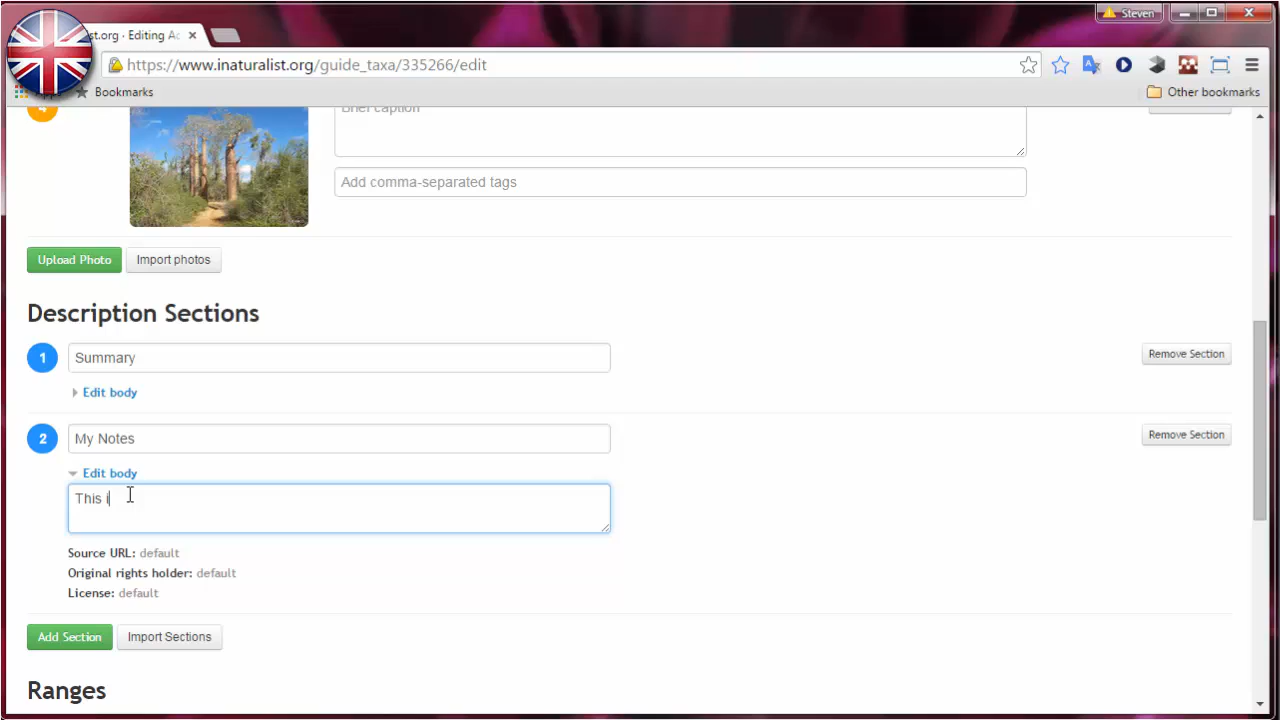 Steven
st.org · Editing Ac
https://www.inaturalist.org/guide_taxa/335266/edit
Bookmarks
Other bookmarks
4
Brief caption
Add comma-separated tags
Upload Photo
Import photos
Description Sections
1
Summary
Remove Section
Edit body
2
My Notes
Remove Section
Edit body
This i
Source URL: default
Original rights holder: default
License: default
Add Section
Import Sections
Ranges